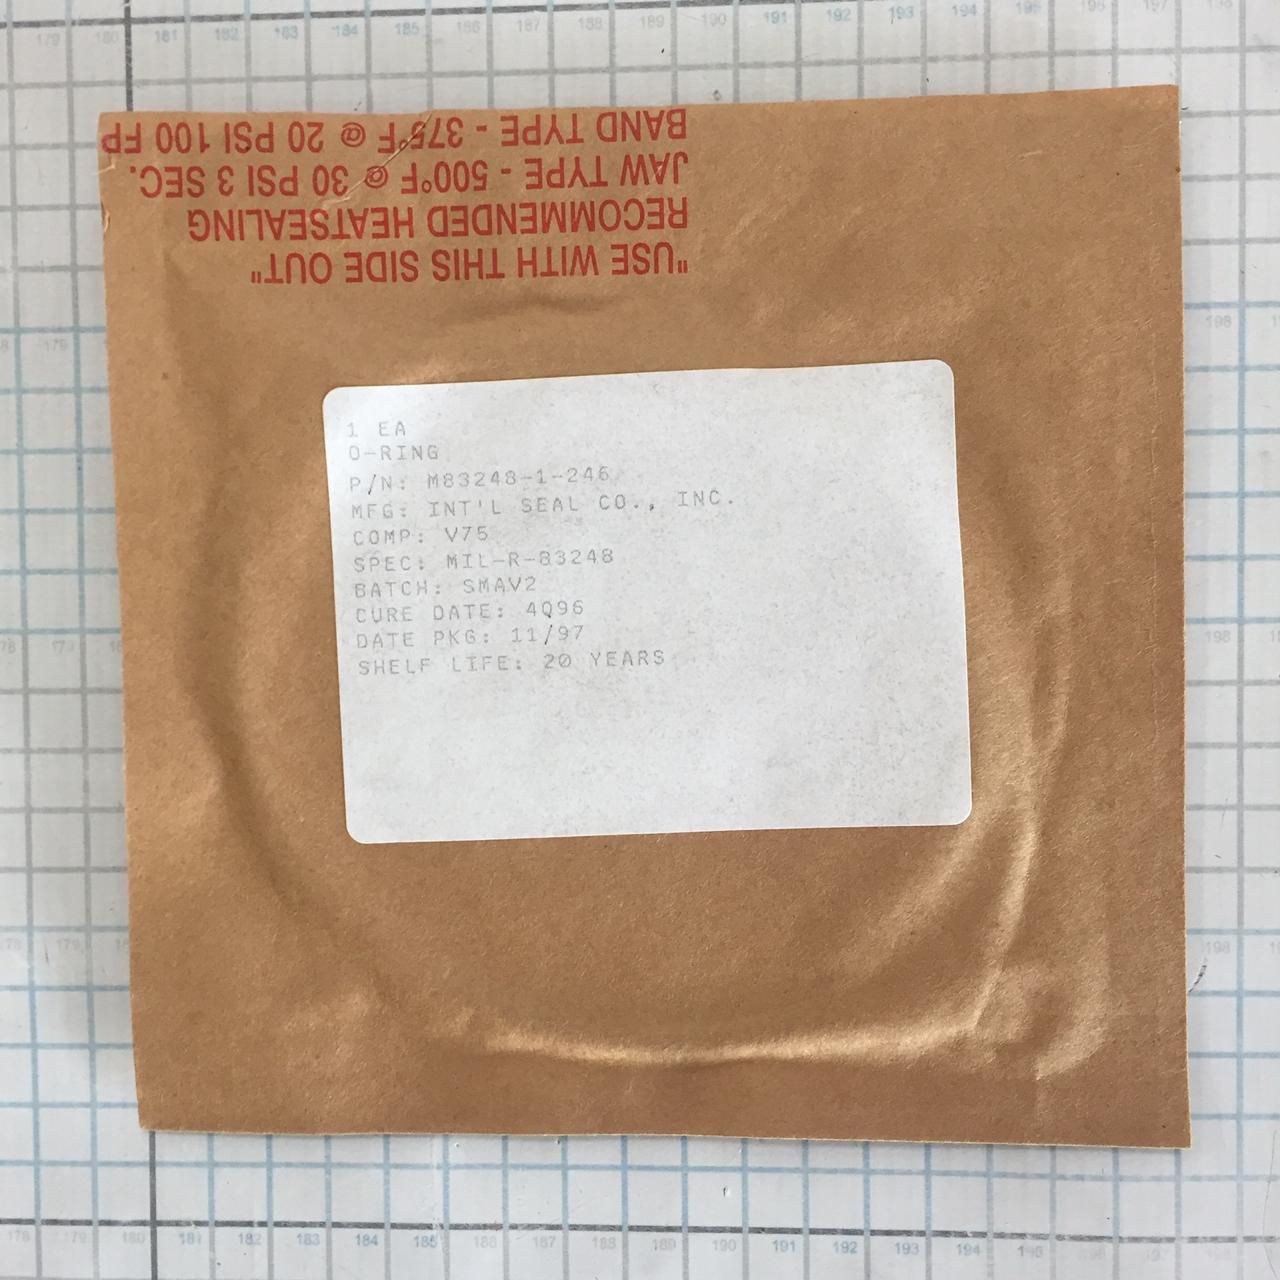 "USE WITH THIS SIDE OUT"
RECOMMENDED HEATSEALING
JAW TYPE - 500°F @ 30 PSI 3 SEC.
BAND TYPE - 375°F @ 20 PSI 100 FP
1 EA
O-RING
P/N: M83248-1-246
MFG: INT'L SEAL CO., INC.
COMP: V75
SPEC: MIL-R-83248
BATCH: SMAV2
CURE DATE: 4Q96
DATE PKG: 11/97
SHELF LIFE: 20 YEARS